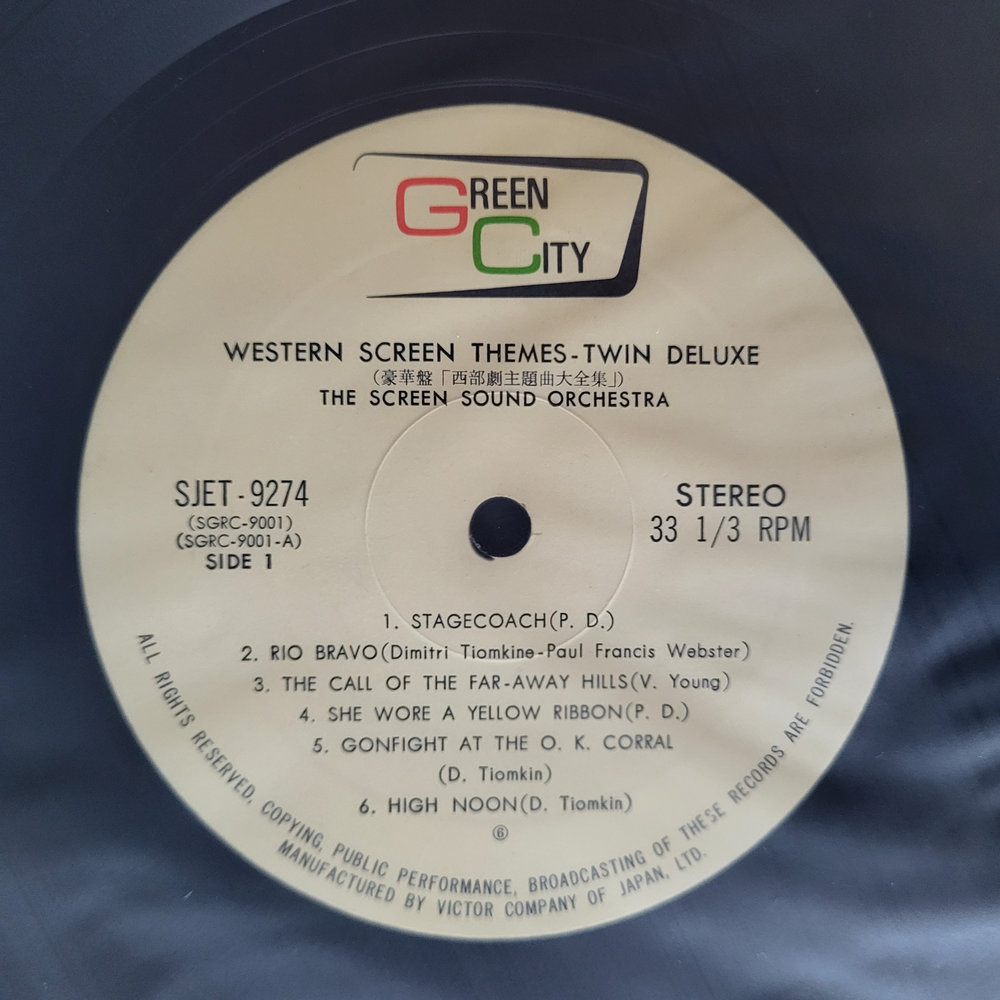 GREEN
CITY
WESTERN SCREEN THEMES-TWIN DELUXE
(豪華盤「西部劇主題曲大全集」)
THE SCREEN SOUND ORCHESTRA
SJET-9274
(SGRC-9001)
(SGRC-9001-A)
SIDE 1
STEREO
33 1/3 RPM
1. STAGECOACH(P. D.)
2. RIO BRAVO(Dimitri Tiomkine-Paul Francis Webster)
3. THE CALL OF THE FAR-AWAY HILLS(V. Young)
4. SHE WORE A YELLOW RIBBON(P. D.)
5. GONFIGHT AT THE O. K. CORRAL
(D. Tiomkin)
6. HIGH NOON(D. Tiomkin)
⑥
ALL RIGHTS RESERVED, COPYING, PUBLIC PERFORMANCE, BROADCASTING OF THESE RECORDS ARE FORBIDDEN.
MANUFACTURED BY VICTOR COMPANY OF JAPAN, LTD.